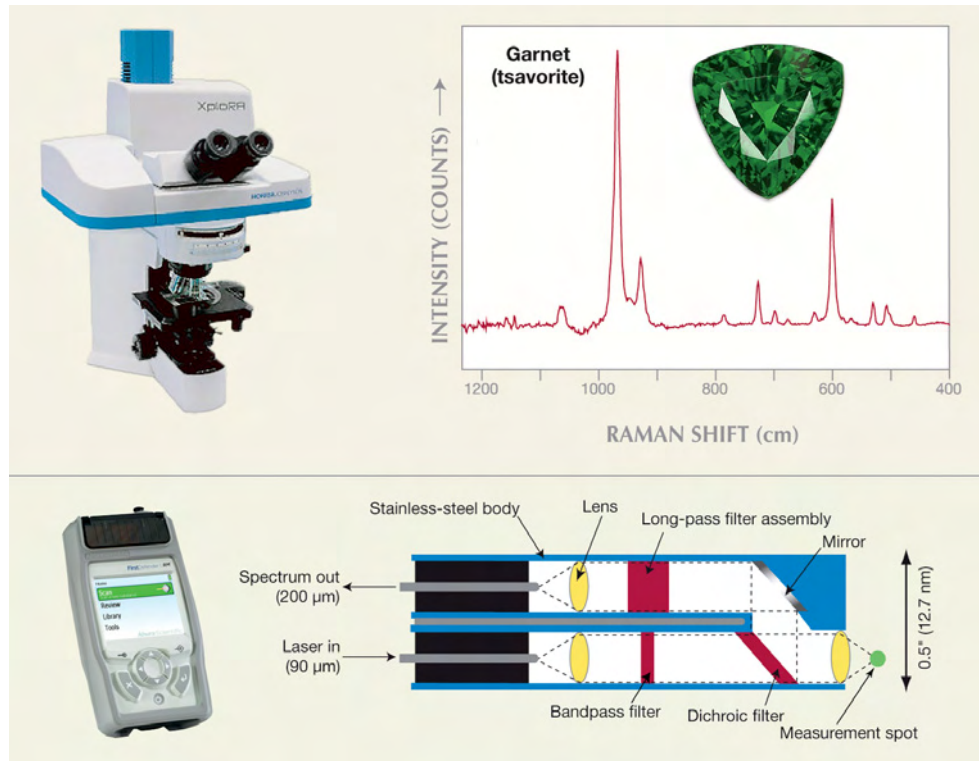 XploRA
HORIBA JOBIN YVON
Garnet
(tsavorite)
INTENSITY (COUNTS)
1200
1000
800
600
400
RAMAN SHIFT (cm)
Scan
Review
Library
Tools
Stainless-steel body
Lens
Long-pass filter assembly
Mirror
Spectrum out
(200 µm)
Laser in
(90 µm)
0.5" (12.7 nm)
Bandpass filter
Dichroic filter
Measurement spot